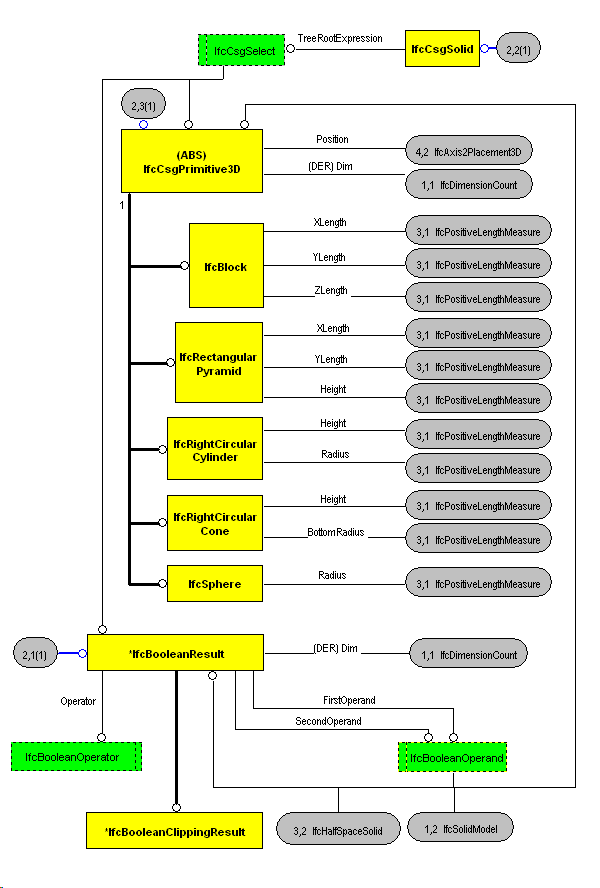 IfcCsgSelect
TreeRootExpression
IfcCsgSolid
2,2(1)
2,3(1)
(ABS)
IfcCsgPrimitive3D
Position
4,2 IfcAxis2Placement3D
(DER) Dim
1,1 IfcDimensionCount
1
IfcBlock
XLength
3,1 IfcPositiveLengthMeasure
YLength
3,1 IfcPositiveLengthMeasure
ZLength
3,1 IfcPositiveLengthMeasure
IfcRectangular
Pyramid
XLength
3,1 IfcPositiveLengthMeasure
YLength
3,1 IfcPositiveLengthMeasure
Height
3,1 IfcPositiveLengthMeasure
IfcRightCircular
Cylinder
Height
3,1 IfcPositiveLengthMeasure
Radius
3,1 IfcPositiveLengthMeasure
IfcRightCircular
Cone
Height
3,1 IfcPositiveLengthMeasure
BottomRadius
3,1 IfcPositiveLengthMeasure
IfcSphere
Radius
3,1 IfcPositiveLengthMeasure
2,1(1)
*IfcBooleanResult
(DER) Dim
1,1 IfcDimensionCount
Operator
FirstOperand
SecondOperand
IfcBooleanOperator
IfcBooleanOperand
*IfcBooleanClippingResult
3,2 IfcHalfSpaceSolid
1,2 IfcSolidModel